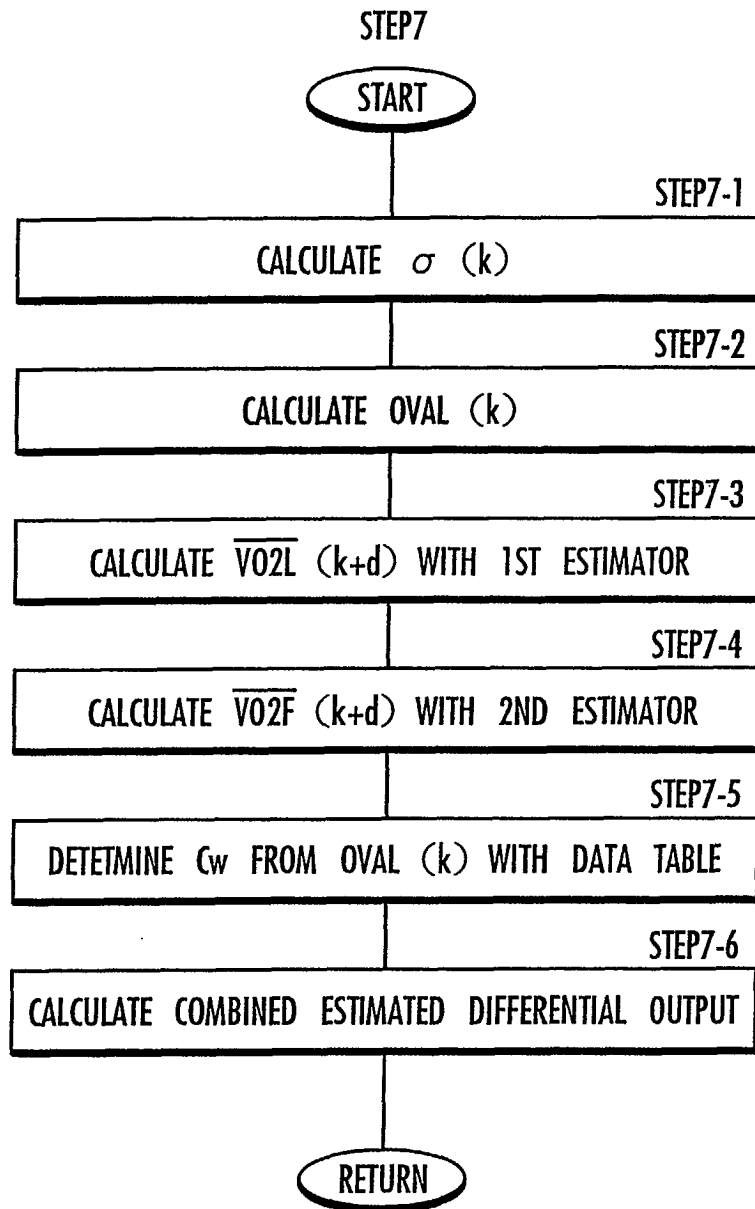 STEP7
START
STEP7-1
CALCULATE σ (k)
STEP7-2
CALCULATE OVAL (k)
STEP7-3
CALCULATE V̅O̅2̅L̅ (k+d) WITH 1ST ESTIMATOR
STEP7-4
CALCULATE V̅O̅2̅F̅ (k+d) WITH 2ND ESTIMATOR
STEP7-5
DETETMINE Cw FROM OVAL (k) WITH DATA TABLE
STEP7-6
CALCULATE COMBINED ESTIMATED DIFFERENTIAL OUTPUT
RETURN